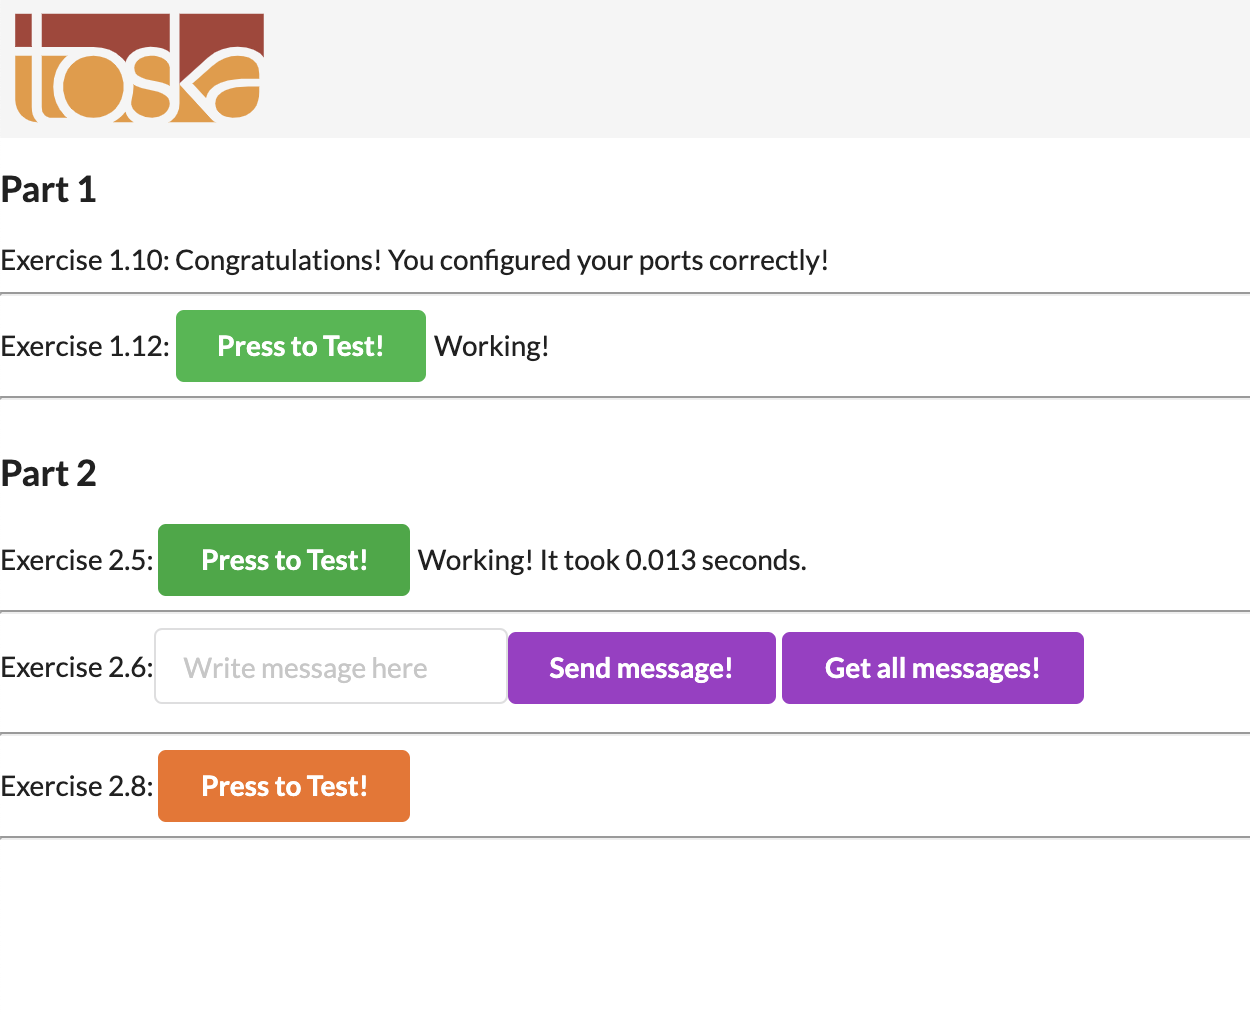 toska
Part 1
Exercise 1.10: Congratulations! You configured your ports correctly!
Exercise 1.12: Press to Test! Working!
Part 2
Exercise 2.5: Press to Test! Working! It took 0.013 seconds.
Exercise 2.6: Write message here Send message! Get all messages!
Exercise 2.8: Press to Test!